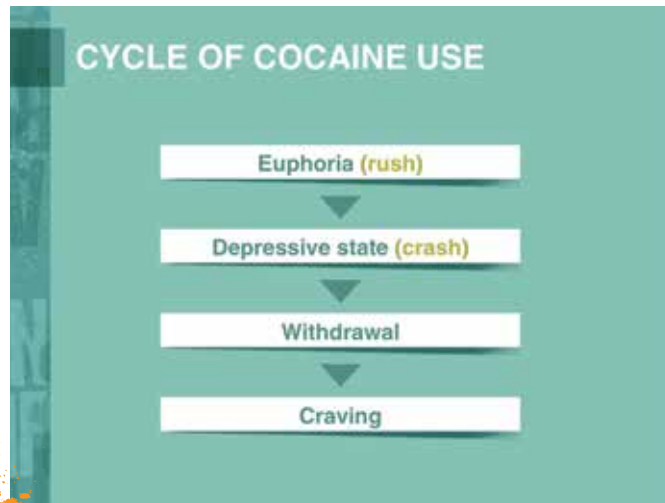 CYCLE OF COCAINE USE
Euphoria (rush)
Depressive state (crash)
Withdrawal
Craving